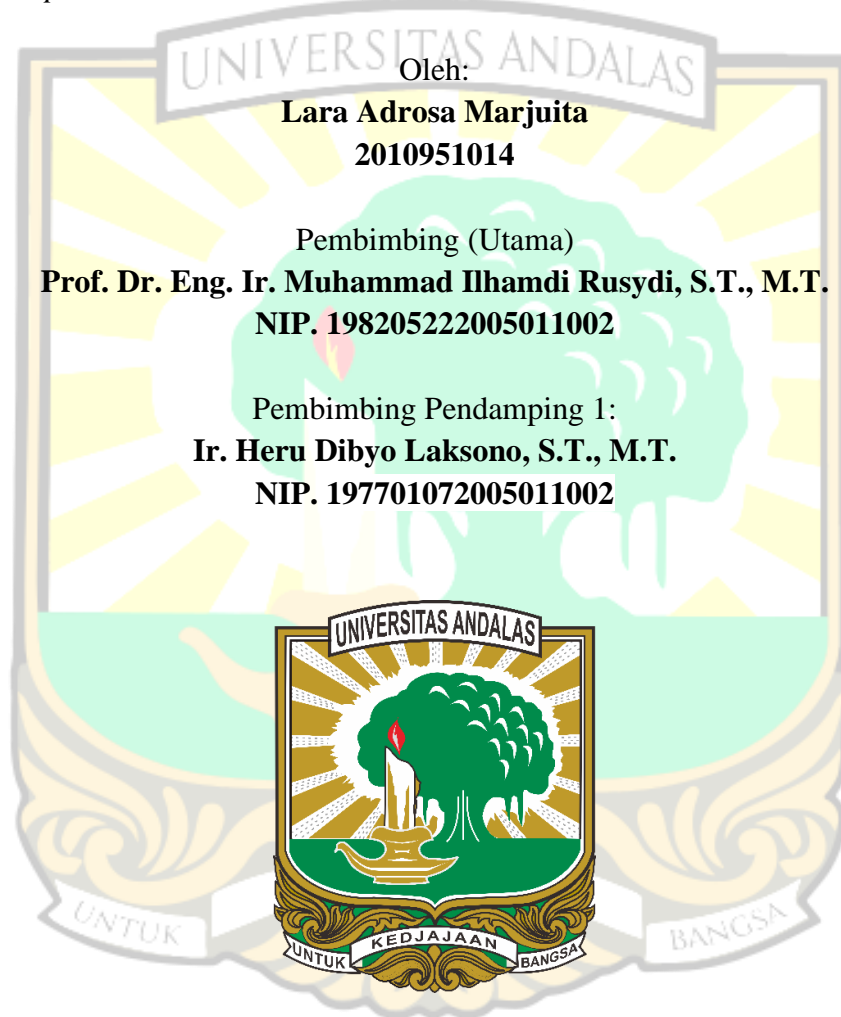 UNIVERSITAS ANDALAS
Oleh:
Lara Adrosa Marjuita
2010951014
Pembimbing (Utama)
Prof. Dr. Eng. Ir. Muhammad Ilhamdi Rusydi, S.T., M.T.
NIP. 198205222005011002
Pembimbing Pendamping 1:
Ir. Heru Dibyo Laksono, S.T., M.T.
NIP. 197701072005011002
UNIVERSITAS ANDALAS
UNTUK KEDJAJAAN BANGSA
UNTUK BANGSA